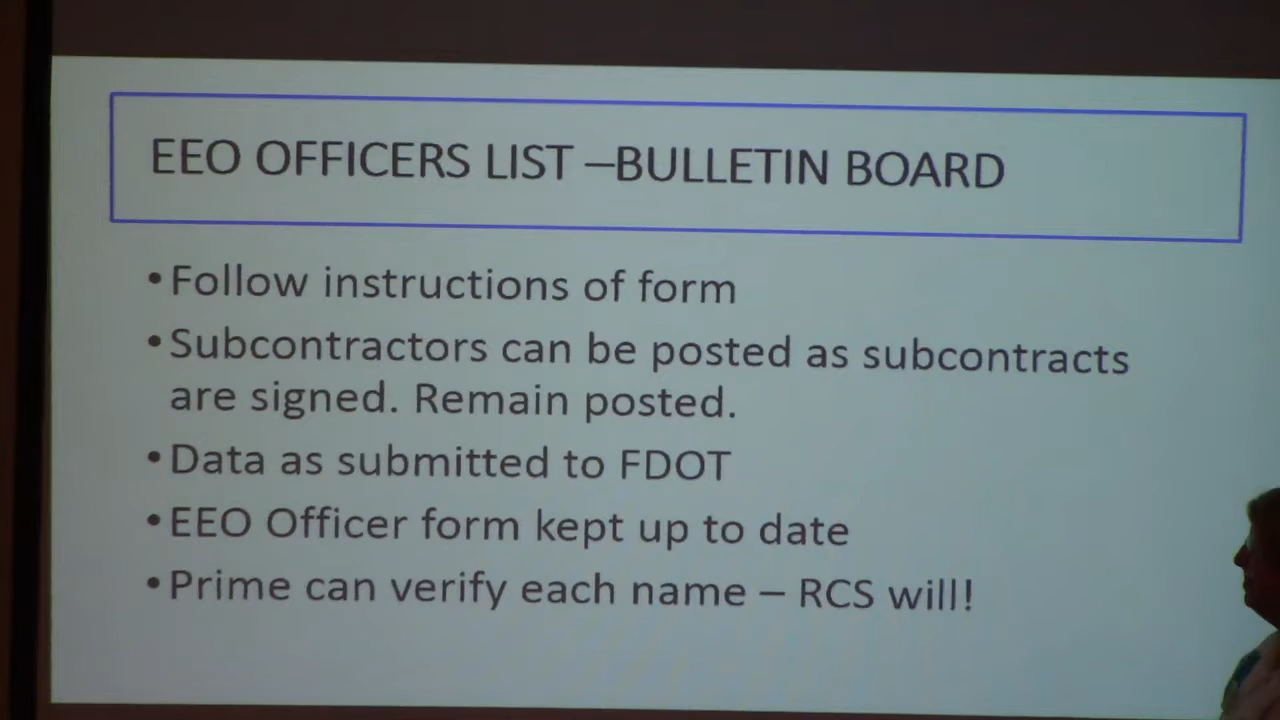 EEO OFFICERS LIST –BULLETIN BOARD
•Follow instructions of form
•Subcontractors can be posted as subcontracts
are signed. Remain posted.
•Data as submitted to FDOT
•EEO Officer form kept up to date
•Prime can verify each name – RCS will!